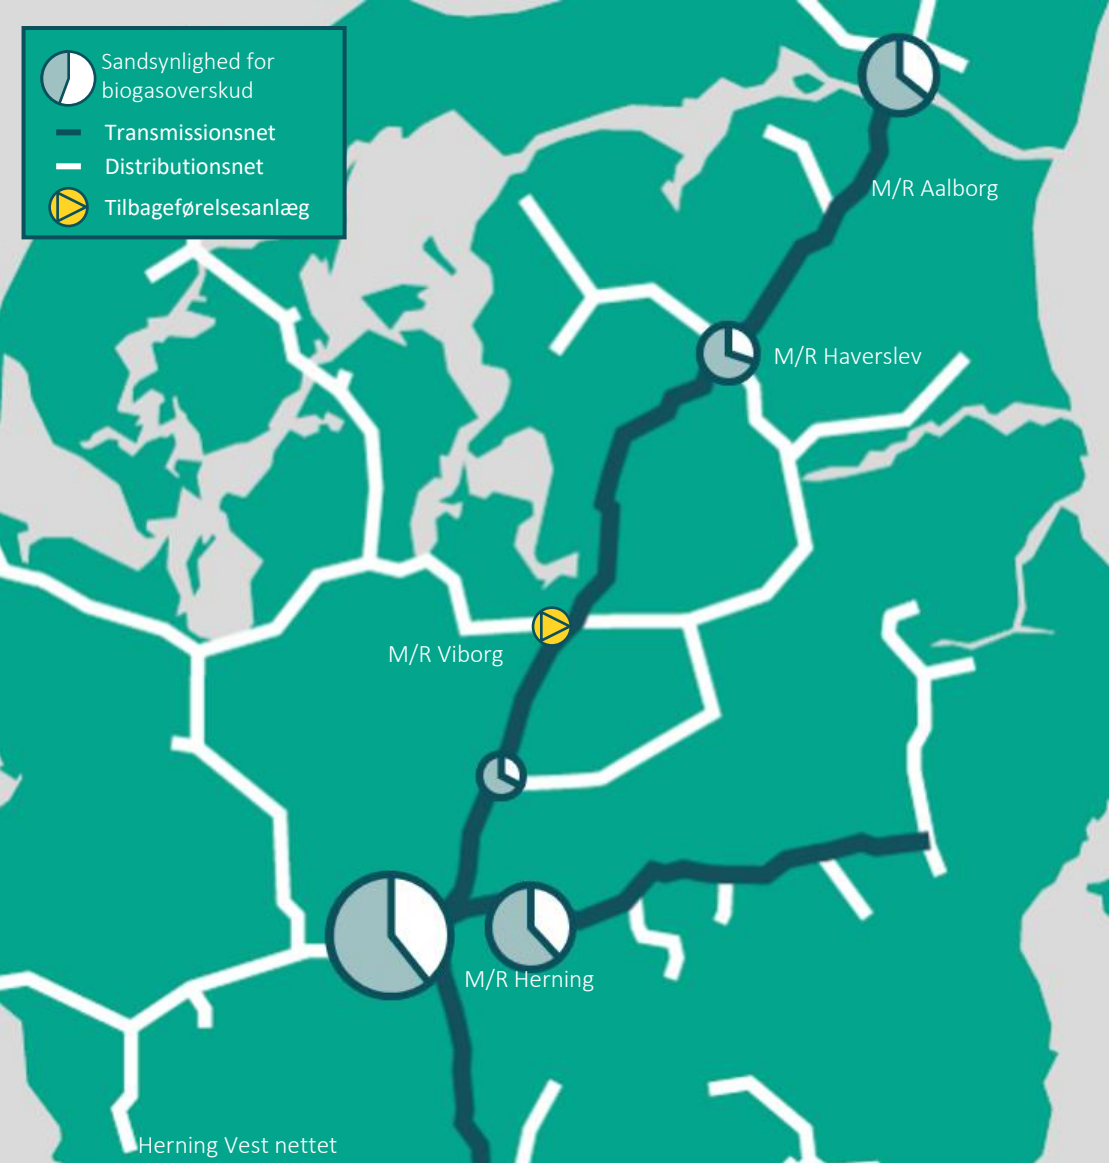 Sandsynlighed for
biogasoverskud
Transmissionsnet
Distributionsnet
Tilbageførelsesanlæg
M/R Aalborg
M/R Haverslev
M/R Viborg
M/R Herning
Herning Vest nettet